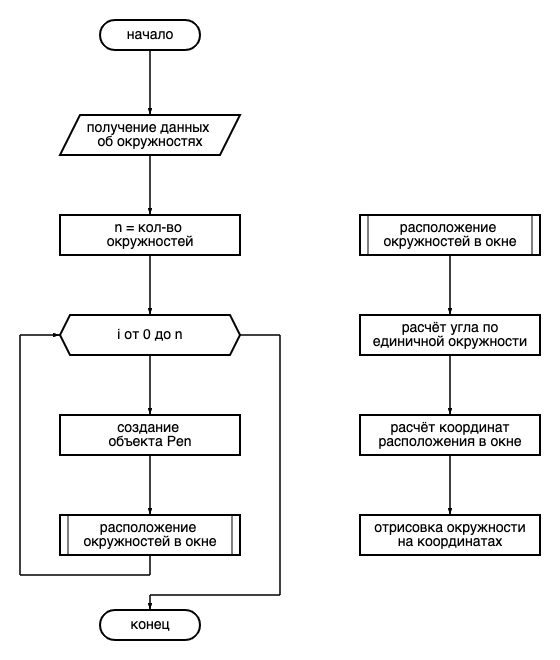 начало
получение данных
об окружностях
n = кол-во
окружностей
i от 0 до n
создание
объекта Pen
расположение
окружностей в окне
конец
расположение
окружностей в окне
расчёт угла по
единичной окружности
расчёт координат
расположения в окне
отрисовка окружности
на координатах